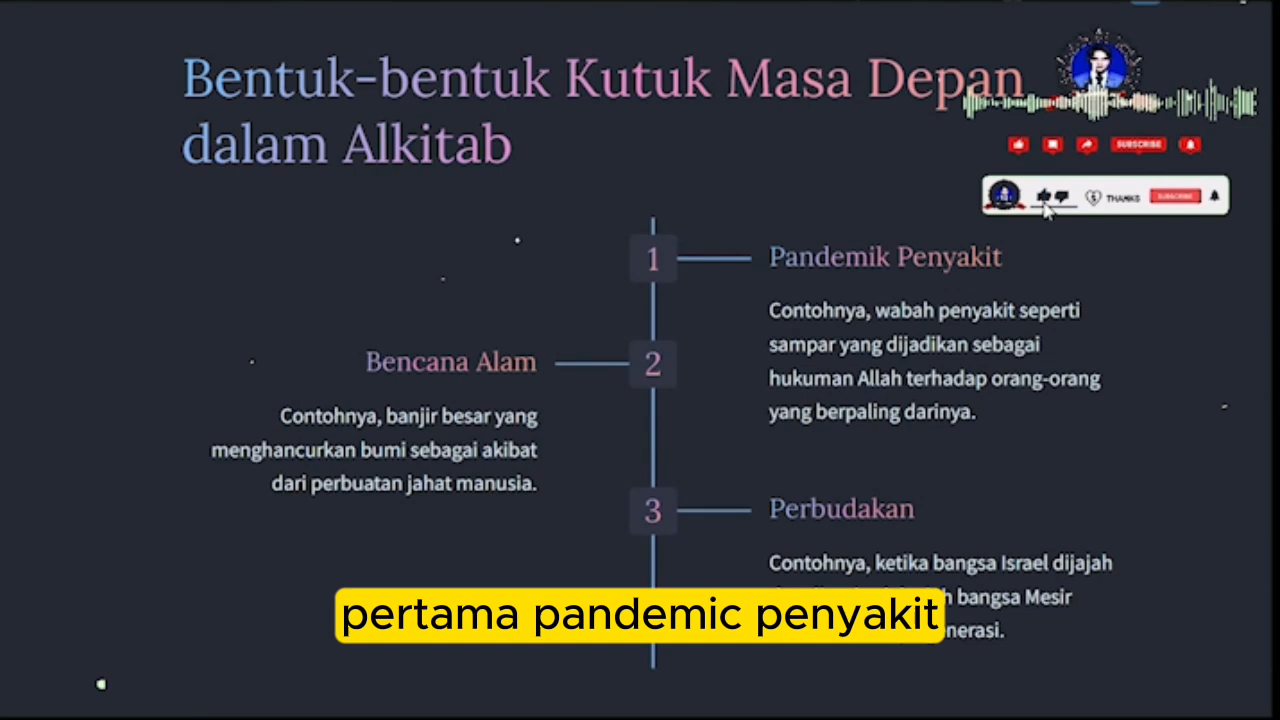 Bentuk-bentuk Kutuk Masa Depan
dalam Alkitab
SUBSCRIBE
THANKS
SUBSCRIBE
1
Pandemik Penyakit
Contohnya, wabah penyakit seperti
sampar yang dijadikan sebagai
hukuman Allah terhadap orang-orang
yang berpaling darinya.
2
Bencana Alam
Contohnya, banjir besar yang
menghancurkan bumi sebagai akibat
dari perbuatan jahat manusia.
3
Perbudakan
Contohnya, ketika bangsa Israel dijajah
bangsa Mesir
pertama pandemic penyakit